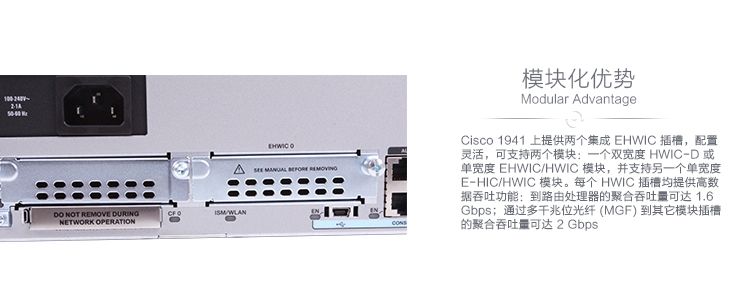 模块化优势
Modular Advantage
Cisco 1941 上提供两个集成 EHWIC 插槽，配置
灵活，可支持两个模块：一个双宽度 HWIC-D 或
单宽度 EHWIC/HWIC 模块，并支持另一个单宽度
E-HIC/HWIC 模块。每个 HWIC 插槽均提供高数
据吞吐功能：到路由处理器的聚合吞吐量可达 1.6
Gbps；通过多千兆位光纤 (MGF) 到其它模块插槽
的聚合吞吐量可达 2 Gbps
100-240V~
2-1A
50-60 Hz
EHWIC 0
SEE MANUAL BEFORE REMOVING
DO NOT REMOVE DURING
NETWORK OPERATION
CF 0
ISM/WLAN
EN
EN
AU
CONS